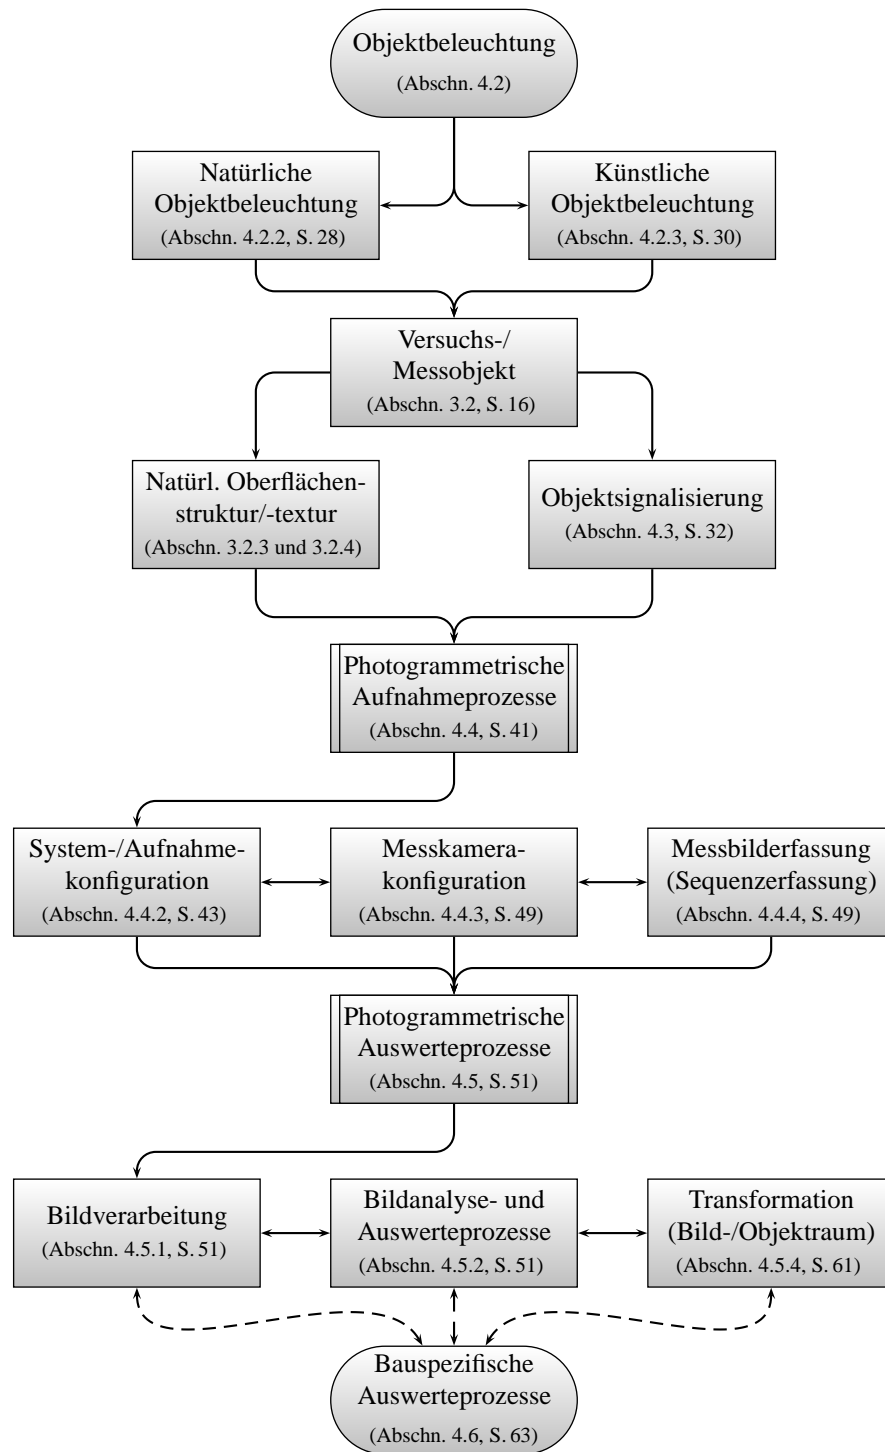 Objektbeleuchtung
(Abschn. 4.2)
Natürliche
Objektbeleuchtung
(Abschn. 4.2.2, S. 28)
Künstliche
Objektbeleuchtung
(Abschn. 4.2.3, S. 30)
Versuchs-/
Messobjekt
(Abschn. 3.2, S. 16)
Natürl. Oberflächen-
struktur/-textur
(Abschn. 3.2.3 und 3.2.4)
Objektsignalisierung
(Abschn. 4.3, S. 32)
Photogrammetrische
Aufnahmeprozesse
(Abschn. 4.4, S. 41)
System-/Aufnahme-
konfiguration
(Abschn. 4.4.2, S. 43)
Messkamera-
konfiguration
(Abschn. 4.4.3, S. 49)
Messbilderfassung
(Sequenzerfassung)
(Abschn. 4.4.4, S. 49)
Photogrammetrische
Auswerteprozesse
(Abschn. 4.5, S. 51)
Bildverarbeitung
(Abschn. 4.5.1, S. 51)
Bildanalyse- und
Auswerteprozesse
(Abschn. 4.5.2, S. 51)
Transformation
(Bild-/Objektraum)
(Abschn. 4.5.4, S. 61)
Bauspezifische
Auswerteprozesse
(Abschn. 4.6, S. 63)